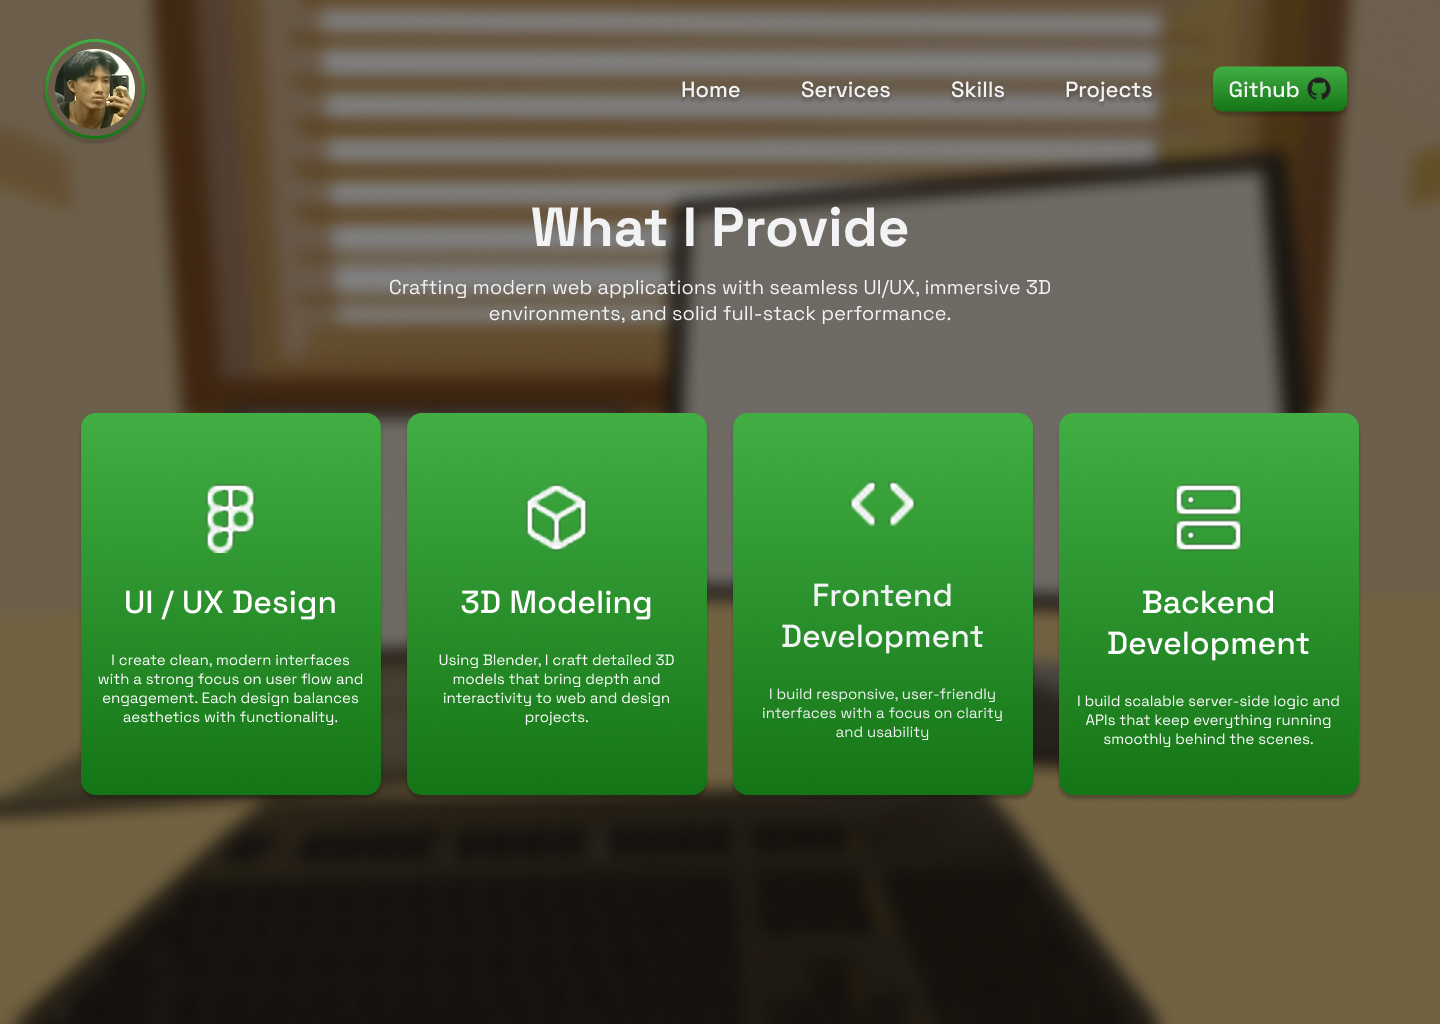 Home Services Skills Projects Github
What I Provide
Crafting modern web applications with seamless UI/UX, immersive 3D
environments, and solid full-stack performance.
UI / UX Design
I create clean, modern interfaces
with a strong focus on user flow and
engagement. Each design balances
aesthetics with functionality.
3D Modeling
Using Blender, I craft detailed 3D
models that bring depth and
interactivity to web and design
projects.
Frontend
Development
I build responsive, user-friendly
interfaces with a focus on clarity
and usability
Backend
Development
I build scalable server-side logic and
APIs that keep everything running
smoothly behind the scenes.